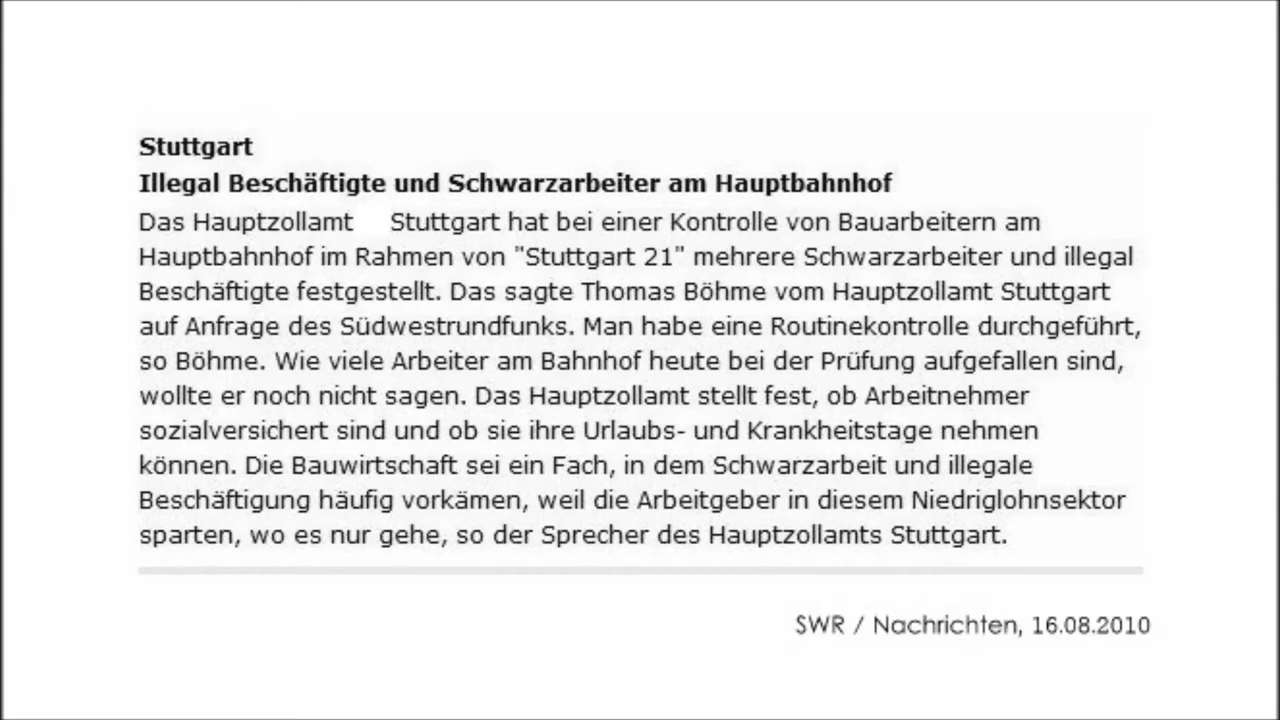 Stuttgart
Illegal Beschäftigte und Schwarzarbeiter am Hauptbahnhof
Das Hauptzollamt Stuttgart hat bei einer Kontrolle von Bauarbeitern am
Hauptbahnhof im Rahmen von "Stuttgart 21" mehrere Schwarzarbeiter und illegal
Beschäftigte festgestellt. Das sagte Thomas Böhme vom Hauptzollamt Stuttgart
auf Anfrage des Südwestrundfunks. Man habe eine Routinekontrolle durchgeführt,
so Böhme. Wie viele Arbeiter am Bahnhof heute bei der Prüfung aufgefallen sind,
wollte er noch nicht sagen. Das Hauptzollamt stellt fest, ob Arbeitnehmer
sozialversichert sind und ob sie ihre Urlaubs- und Krankheitstage nehmen
können. Die Bauwirtschaft sei ein Fach, in dem Schwarzarbeit und illegale
Beschäftigung häufig vorkämen, weil die Arbeitgeber in diesem Niedriglohnsektor
sparten, wo es nur gehe, so der Sprecher des Hauptzollamts Stuttgart.
SWR / Nachrichten, 16.08.2010